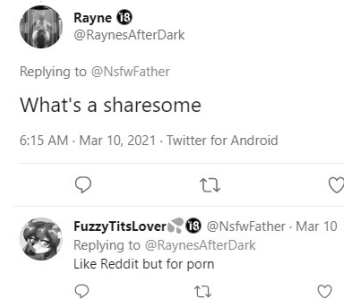 Rayne 🔞
@RaynesAfterDark
Replying to @NsfwFather
What's a sharesome
6:15 AM · Mar 10, 2021 · Twitter for Android
FuzzyTitsLover💦🔞 @NsfwFather · Mar 10
Replying to @RaynesAfterDark
Like Reddit but for porn